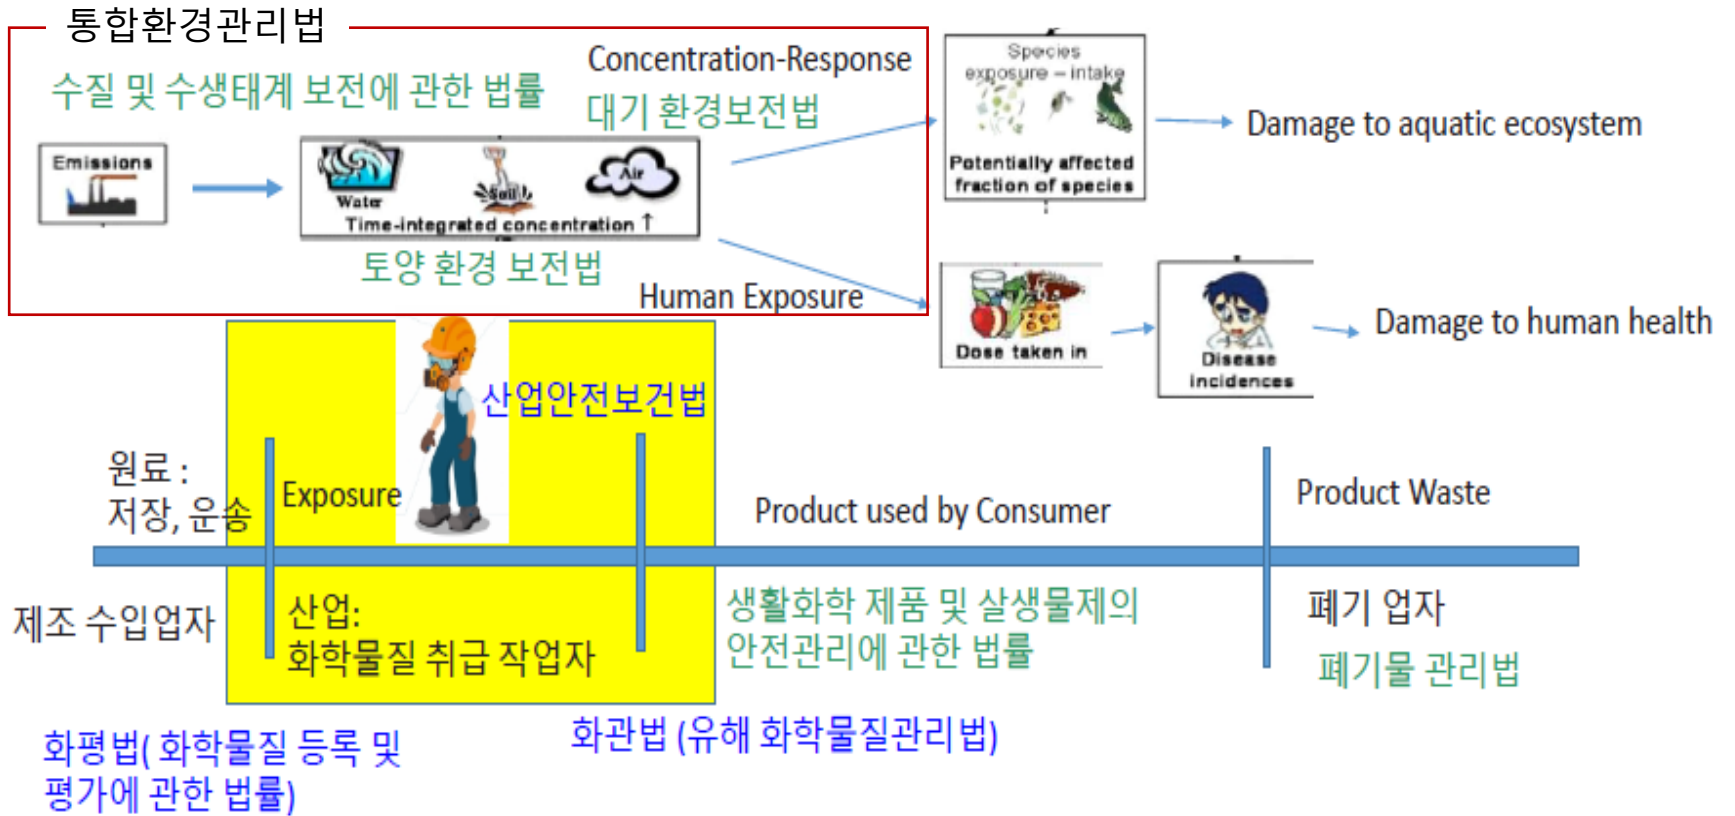 통합환경관리법
수질 및 수생태계 보전에 관한 법률
Concentration-Response
대기 환경보전법
Emissions
Water
Soil
Air
Time-integrated concentration ↑
토양 환경 보전법
Human Exposure
Species
exposure – intake
Potentially affected
fraction of species
Damage to aquatic ecosystem
Dose taken in
Disease
incidences
Damage to human health
산업안전보건법
원료 :
저장, 운송
Exposure
Product used by Consumer
Product Waste
제조 수입업자
산업:
화학물질 취급 작업자
생활화학 제품 및 살생물제의
안전관리에 관한 법률
폐기 업자
폐기물 관리법
화평법( 화학물질 등록 및
평가에 관한 법률)
화관법 (유해 화학물질관리법)